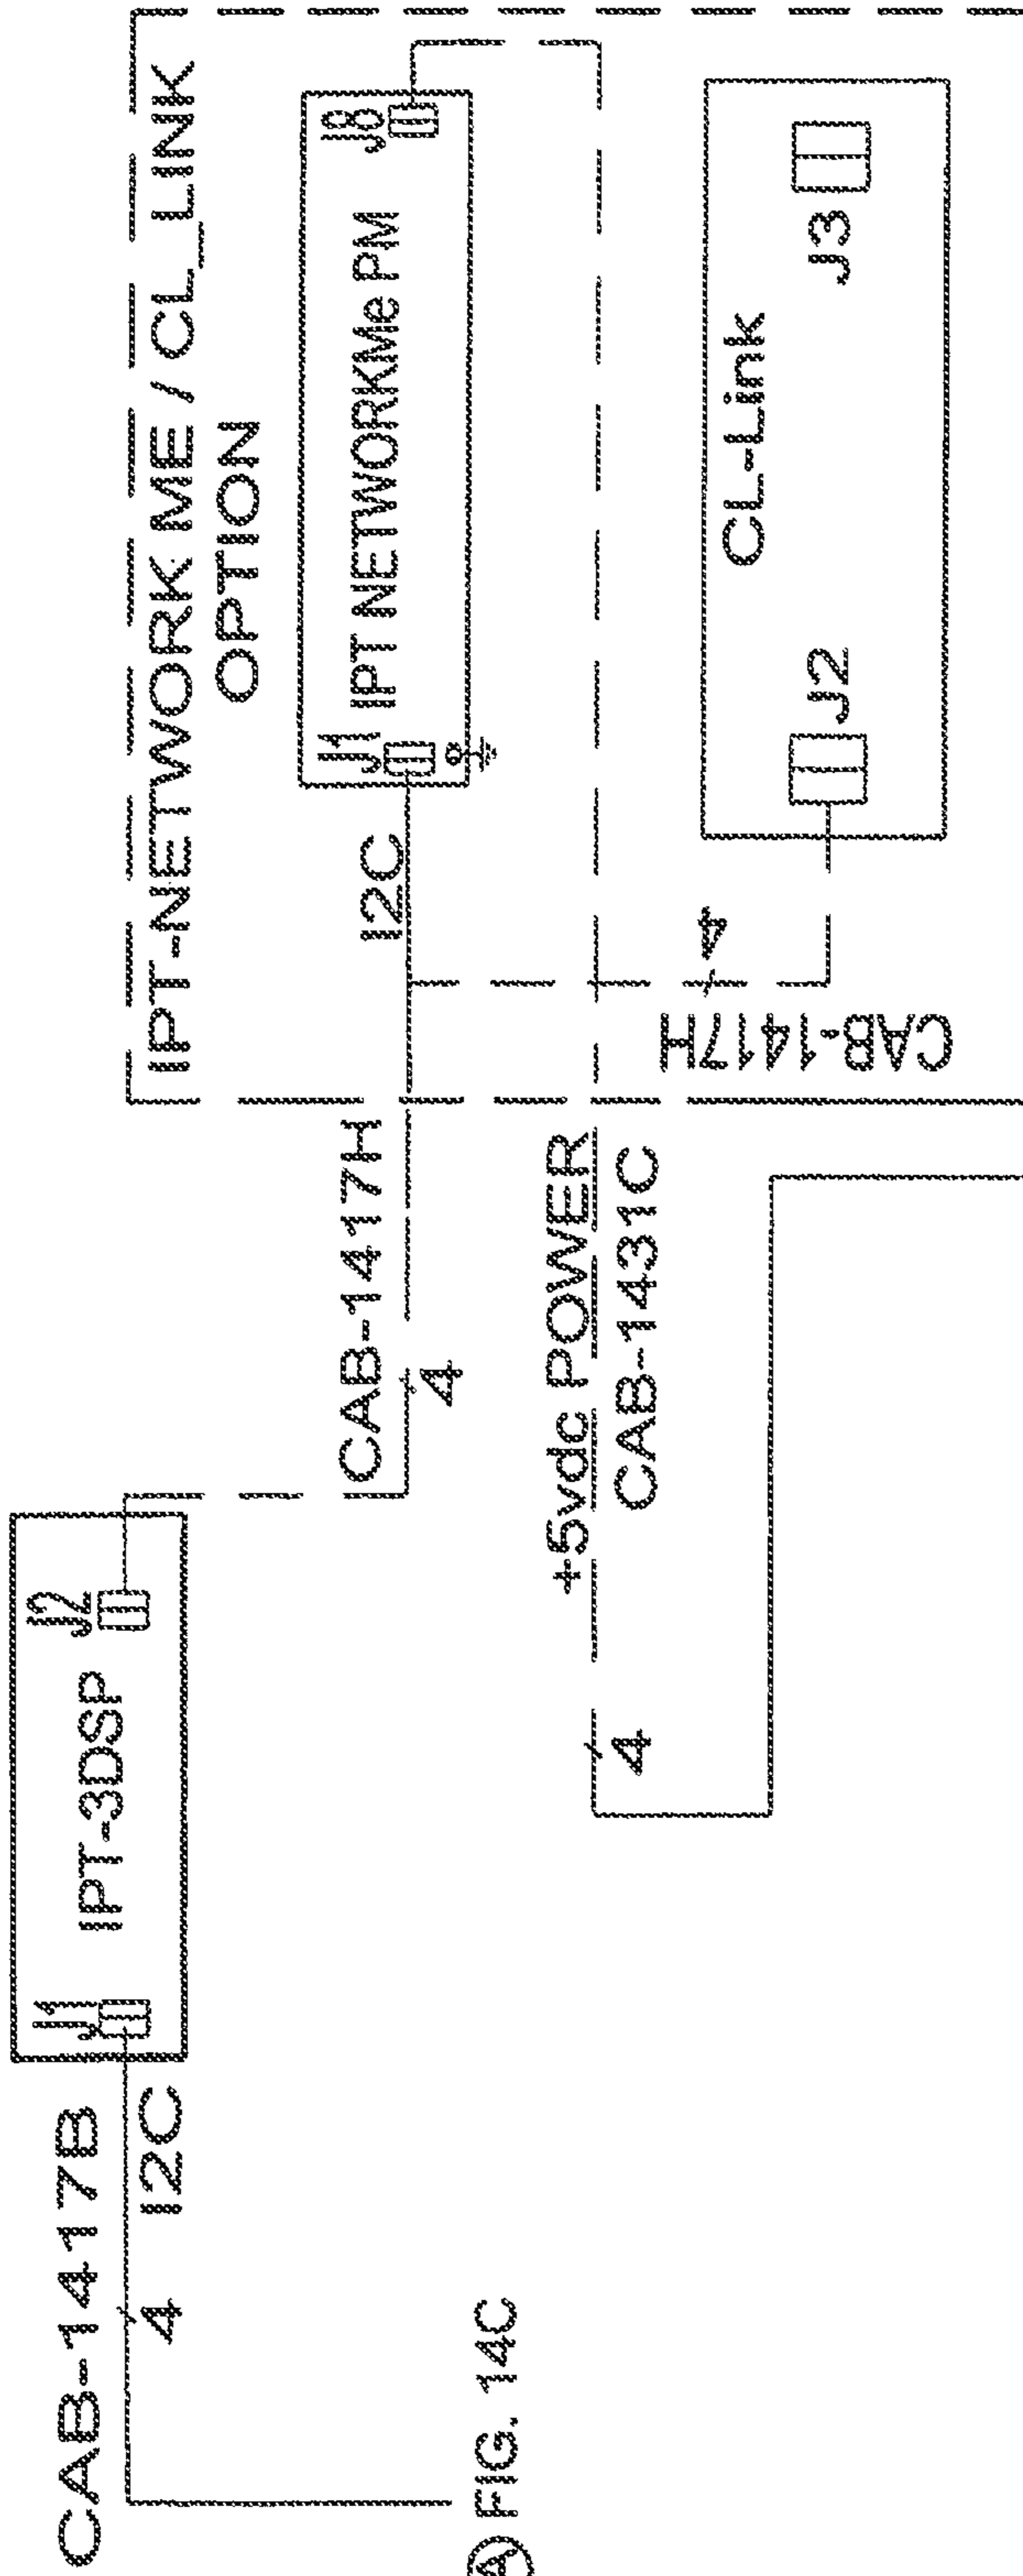 CAB-1417B
4
I2C
J1
IPT-3DSP
J2
A FIG. 14C
CAB-1417H
4
I2C
IPT-NETWORK ME / CL_LINK
OPTION
J1
IPT NETWORKMe PM
J8
+5vdc POWER
CAB-1431C
4
CAB-1417H
4
CL-Link
J2
J3